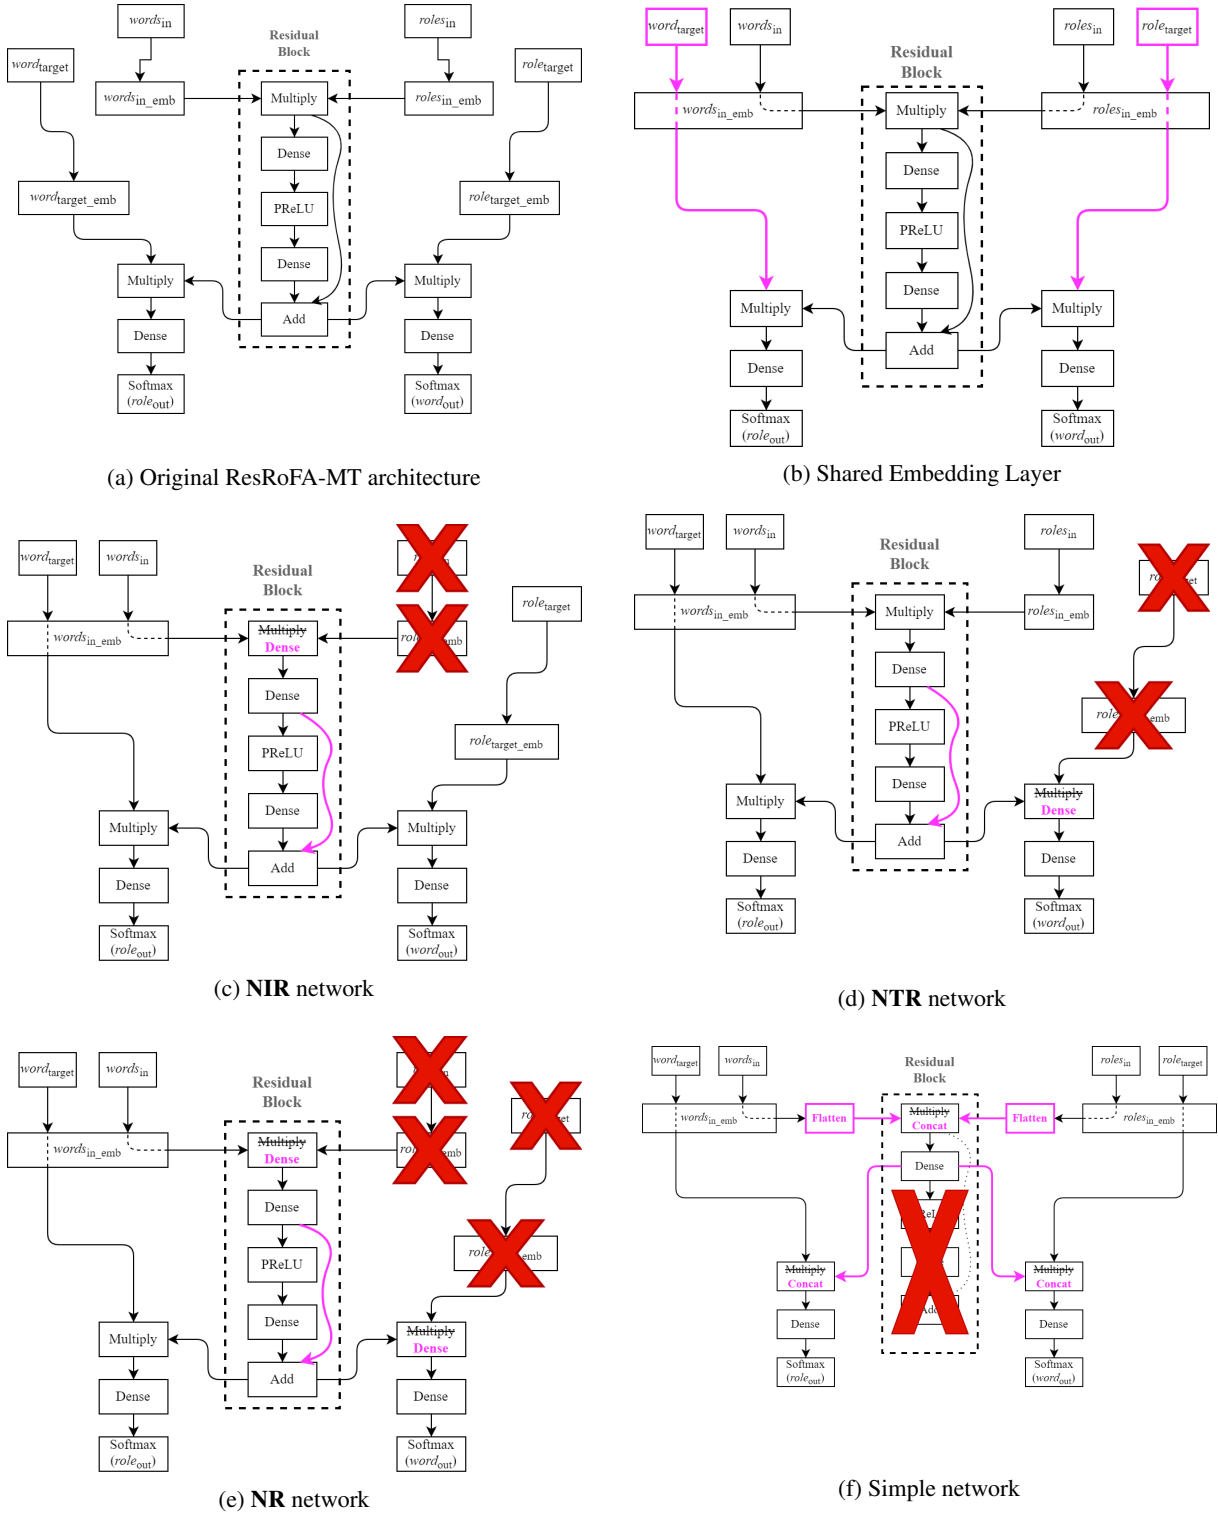 words_in
roles_in
Residual
Block
word_target
role_target
words_in_emb
Multiply
roles_in_emb
Dense
PReLU
word_target_emb
role_target_emb
Dense
Multiply
Multiply
Add
Dense
Dense
Softmax
(role_out)
Softmax
(word_out)
(a) Original ResRoFA-MT architecture
word_target
words_in
roles_in
role_target
Residual
Block
words_in_emb
Multiply
roles_in_emb
Dense
PReLU
Dense
Multiply
Multiply
Add
Dense
Dense
Softmax
(role_out)
Softmax
(word_out)
(b) Shared Embedding Layer
word_target
words_in
Residual
Block
role_target
words_in_emb
Multiply
Dense
Dense
PReLU
role_target_emb
Dense
Multiply
Multiply
Add
Dense
Dense
Softmax
(role_out)
Softmax
(word_out)
(c) NIR network
word_target
words_in
roles_in
Residual
Block
words_in_emb
Multiply
roles_in_emb
Dense
PReLU
Dense
Multiply
Multiply
Dense
Add
Dense
Dense
Softmax
(role_out)
Softmax
(word_out)
(d) NTR network
word_target
words_in
Residual
Block
words_in_emb
Multiply
Dense
Dense
PReLU
Dense
Multiply
Multiply
Dense
Add
Dense
Dense
Softmax
(role_out)
Softmax
(word_out)
(e) NR network
word_target
words_in
Residual
Block
roles_in
role_target
words_in_emb
Flatten
Multiply
Concat
Flatten
roles_in_emb
Dense
Multiply
Concat
Multiply
Concat
Dense
Dense
Softmax
(role_out)
Softmax
(word_out)
(f) Simple network